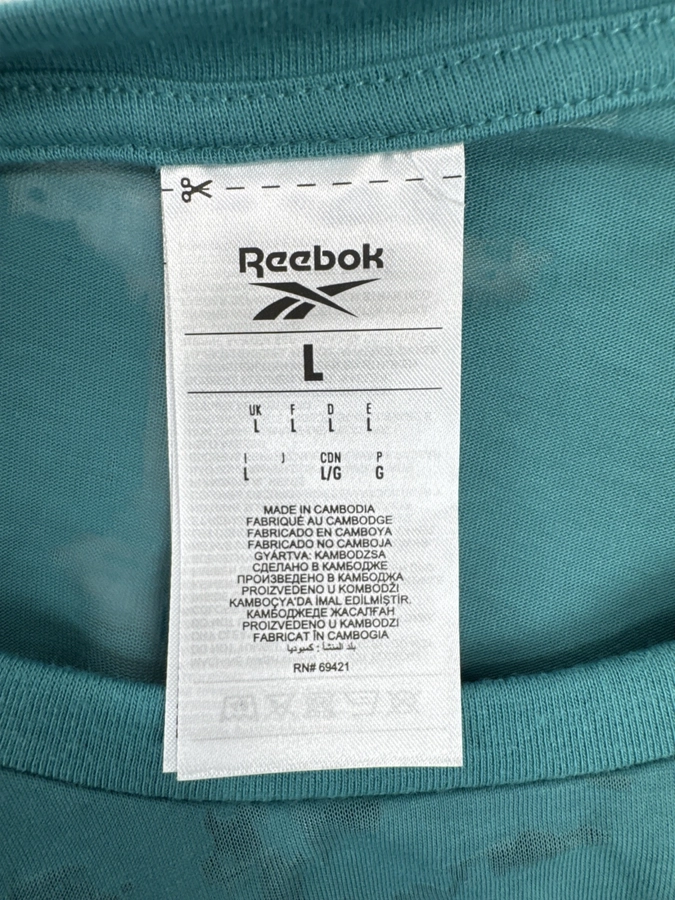 Reebok
L
UK F D E
L L L L
I J CDN P
L L/G G
MADE IN CAMBODIA
FABRIQUÉ AU CAMBODGE
FABRICADO EN CAMBOYA
FABRICADO NO CAMBOJA
GYÁRTVA: KAMBODZSA
СДЕЛАНО В КАМБОДЖЕ
ПРОИЗВЕДЕНО В КАМБОДЖА
PROIZVEDENO U KOMBODŽI
KAMBOÇYA'DA İMAL EDİLMİŞTİR.
КАМБОДЖЕДЕ ЖАСАЛҒАН
PROIZVEDENO U KAMBODZI
FABRICAT ÎN CAMBOGIA
بلد المنشأ : كمبوديا
RN# 69421